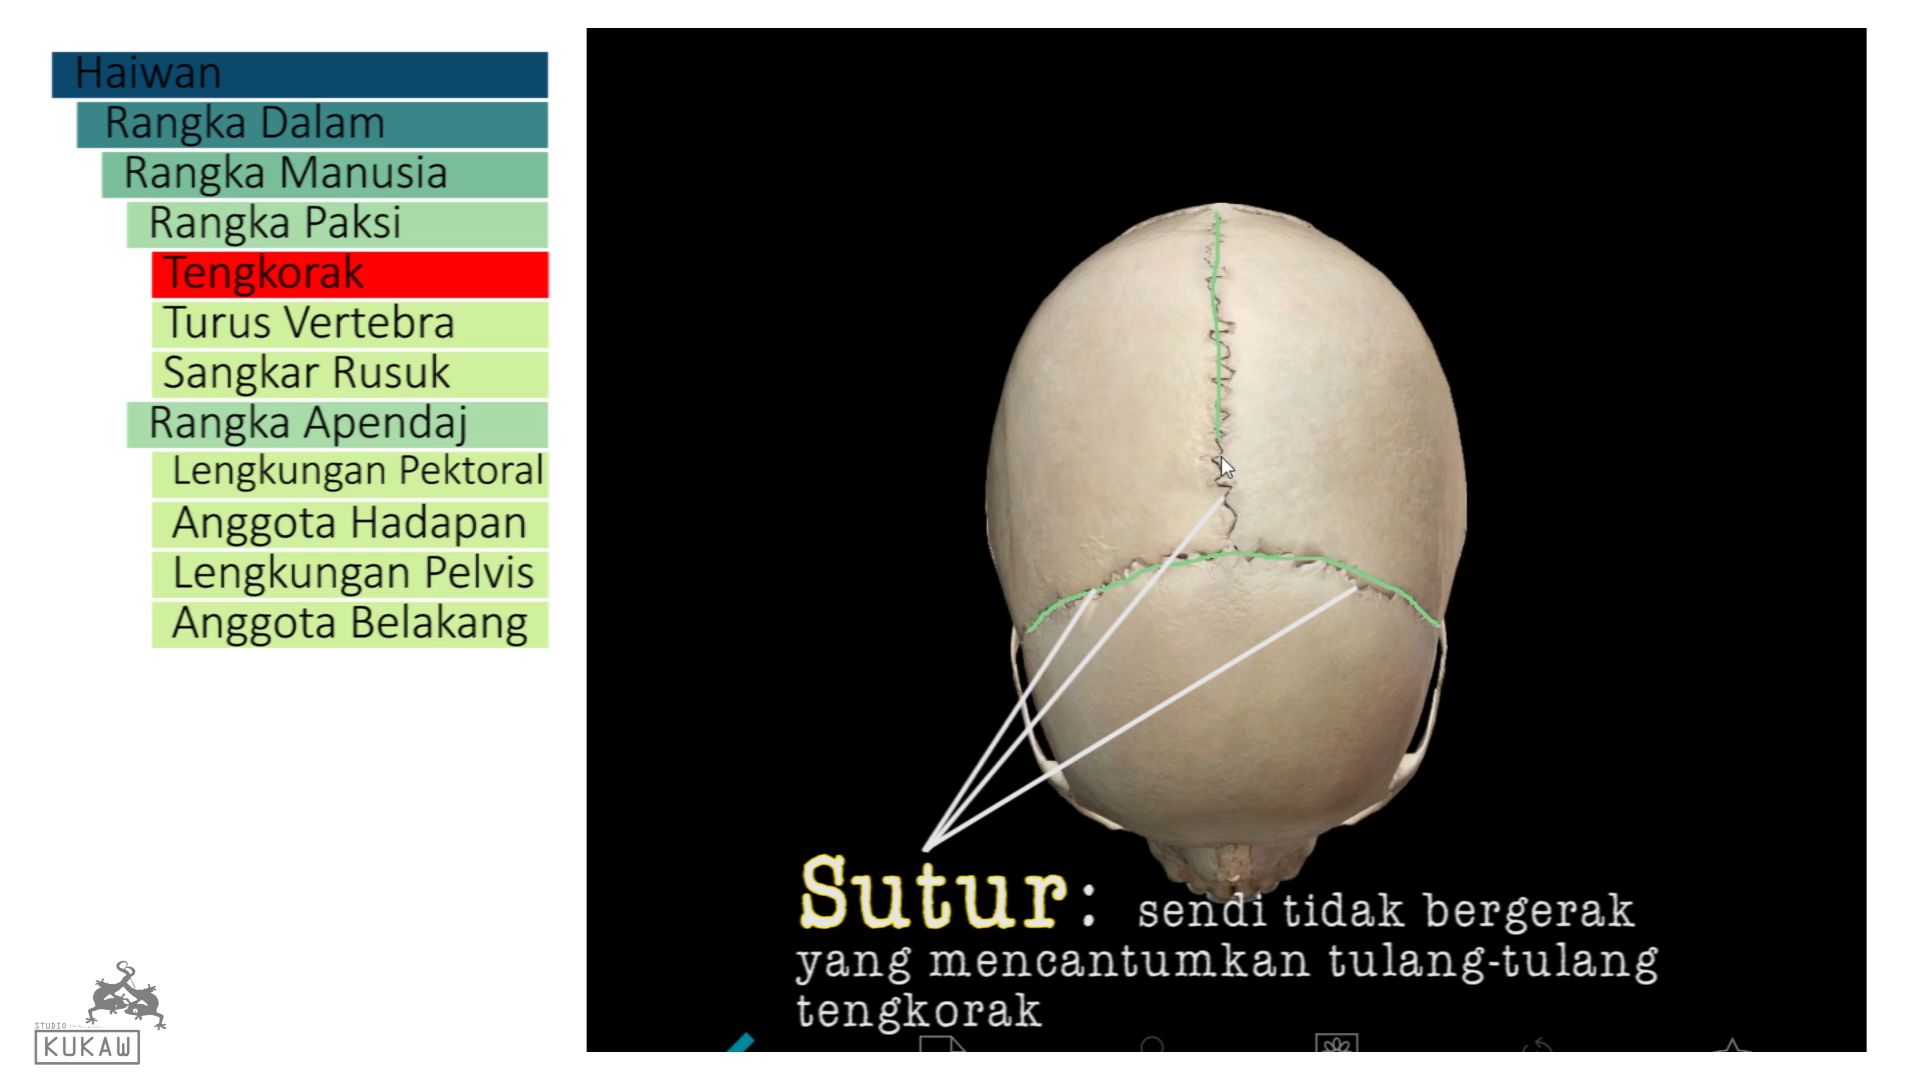 Haiwan
Rangka Dalam
Rangka Manusia
Rangka Paksi
Tengkorak
Turus Vertebra
Sangkar Rusuk
Rangka Apendaj
Lengkungan Pektoral
Anggota Hadapan
Lengkungan Pelvis
Anggota Belakang
Sutur: sendi tidak bergerak
yang mencantumkan tulang-tulang
tengkorak
STUDIO
KUKAW